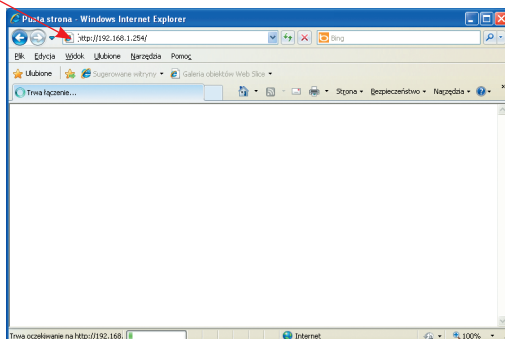 Pusta strona - Windows Internet Explorer
http://192.168.1.254/
Bing
Plik Edycja Widok Ulubione Narzędzia Pomoc
Ulubione Sugerowane witryny Galeria obiektów Web Slice
Trwa łączenie... Strona Bezpieczeństwo Narzędzia
Trwa oczekiwanie na http://192.168. Internet 100%